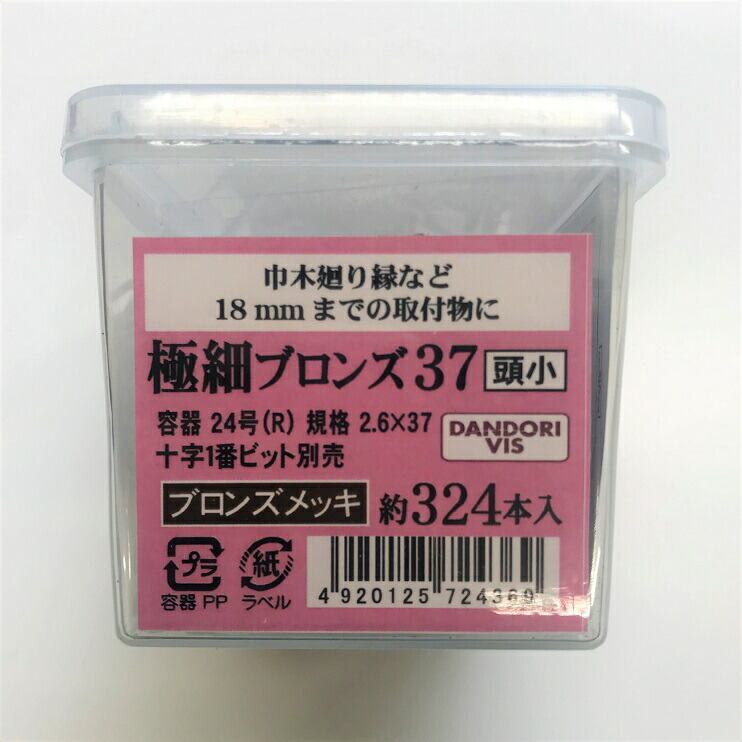 巾木廻り縁など
18mmまでの取付物に
極細ブロンズ37 頭小
容器 24号(R) 規格 2.6×37
十字1番ビット別売
DANDORI
VIS
ブロンズメッキ 約324本入
プラ 紙
容器 PP ラベル
4 920125 724369